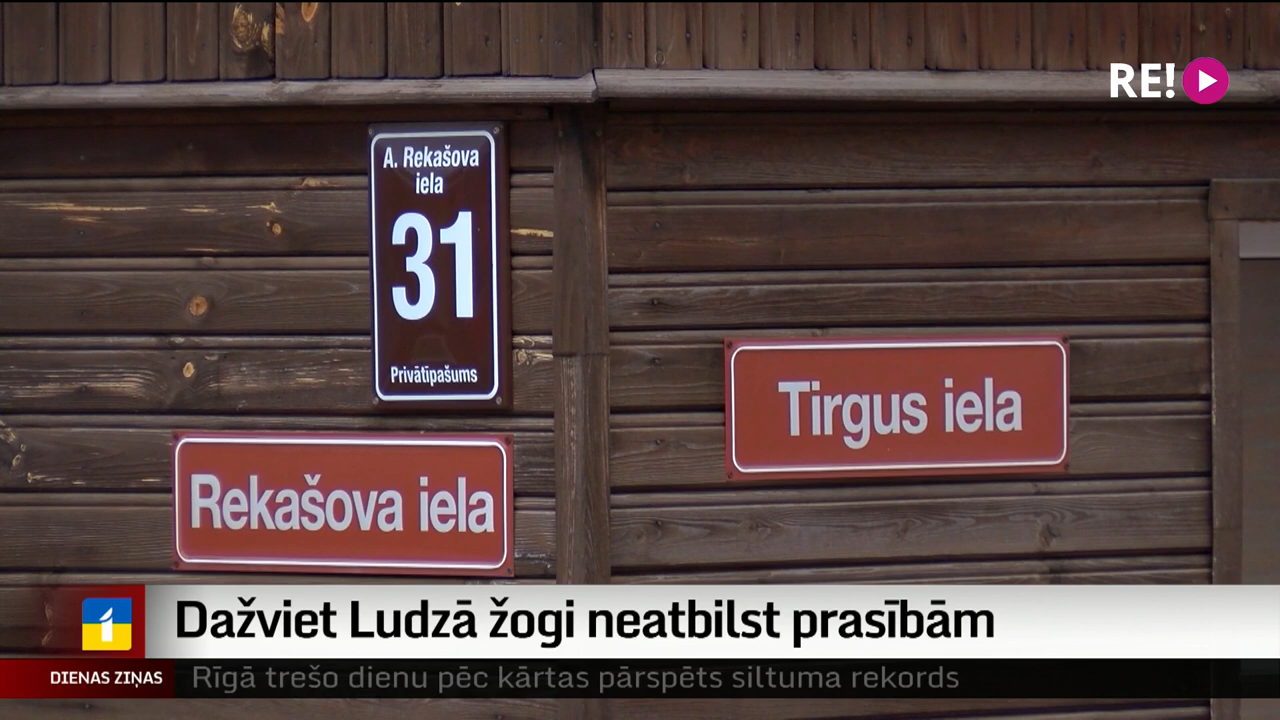 RE!
A. Rekašova
iela
31
Privātīpašums
Tirgus iela
Rekašova iela
1
Dažviet Ludzā žogi neatbilst prasībām
DIENAS ZIŅAS
Rīgā trešo dienu pēc kārtas pārspēts siltuma rekords